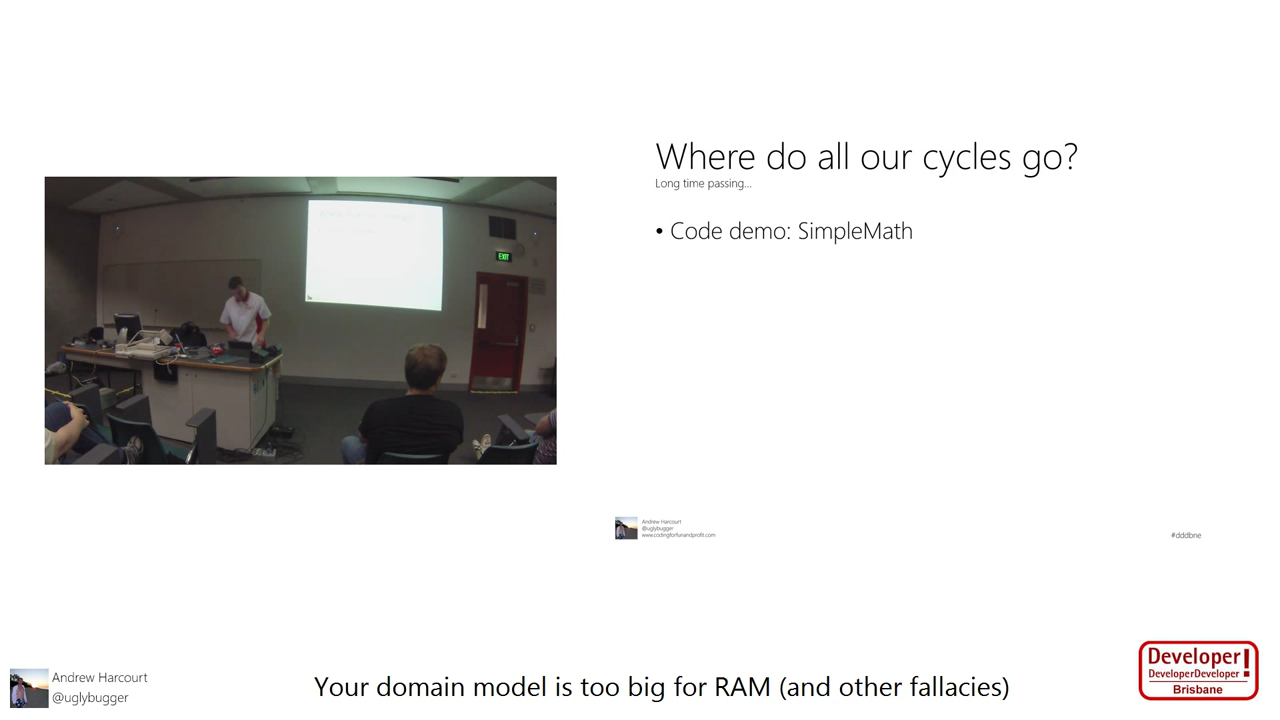 Where do all our cycles go?
Long time passing...
• Code demo: SimpleMath
EXIT
Andrew Harcourt
@uglybugger
www.codingforfunandprofit.com
#dddbne
Andrew Harcourt
@uglybugger
Your domain model is too big for RAM (and other fallacies)
Developer!
DeveloperDeveloper
Brisbane